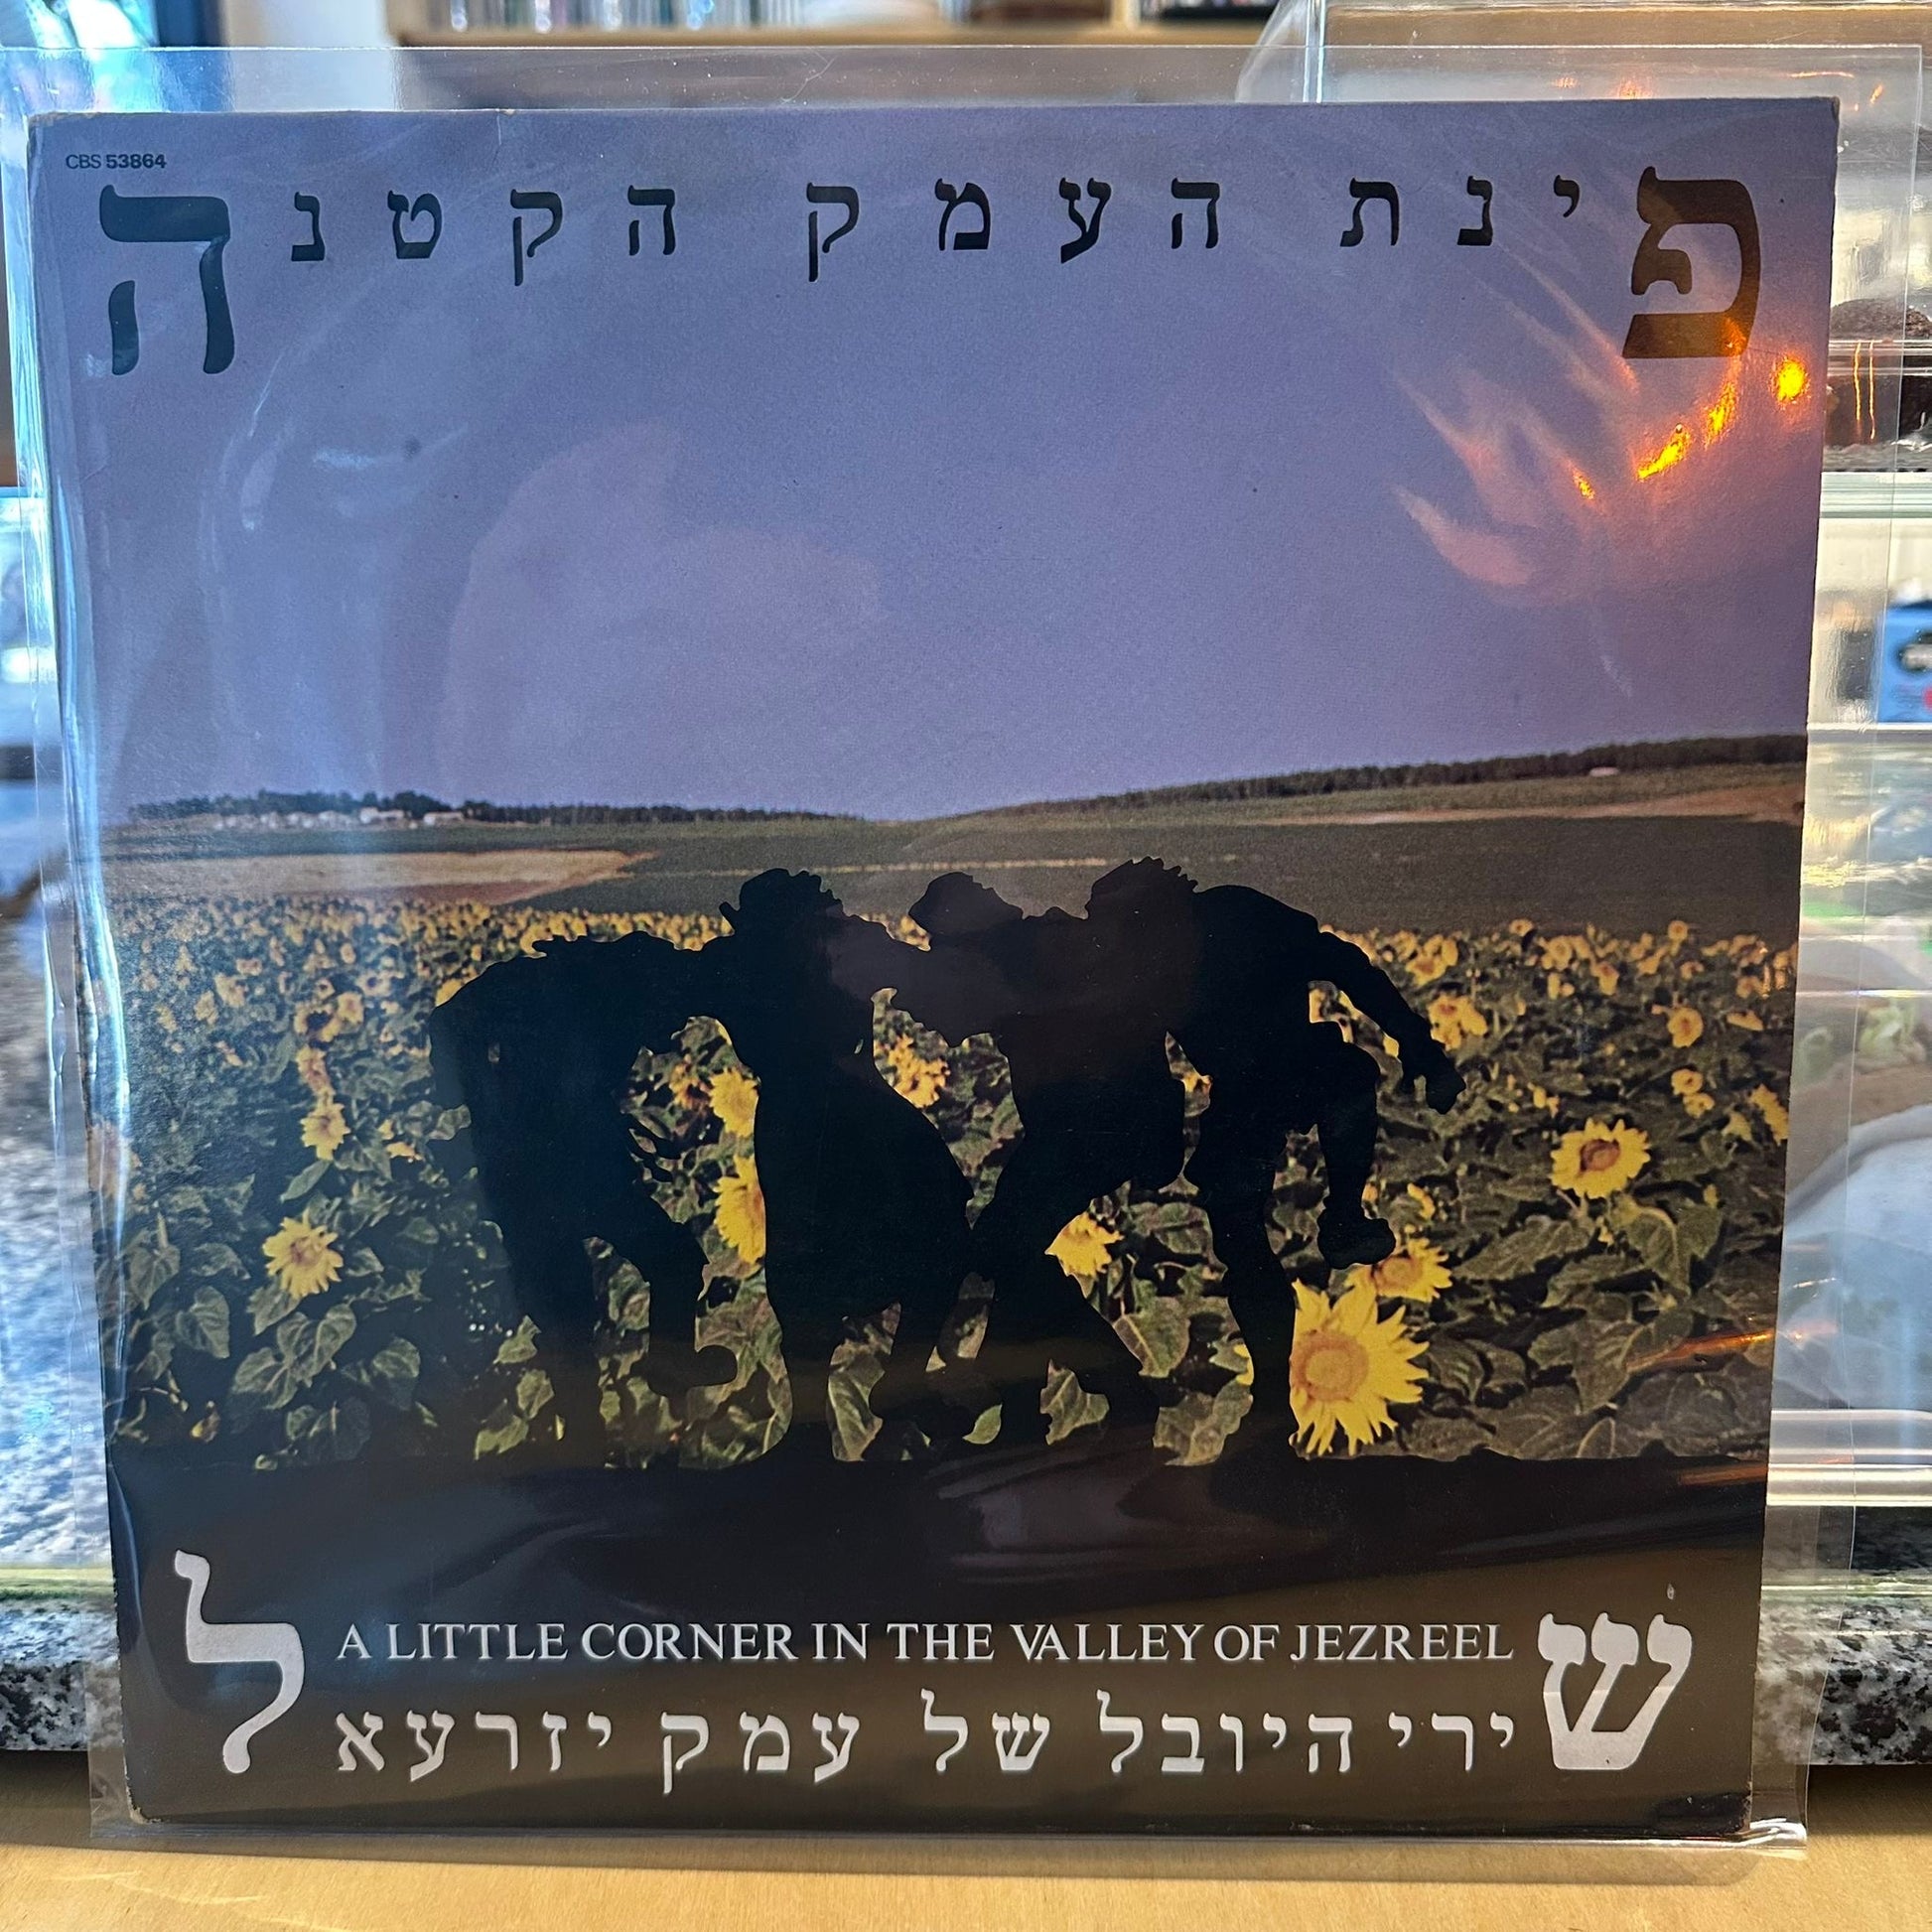 CBS 53864
פינת העמק הקטנה
A LITTLE CORNER IN THE VALLEY OF JEZREEL
שירי היובל של עמק יזרעאל